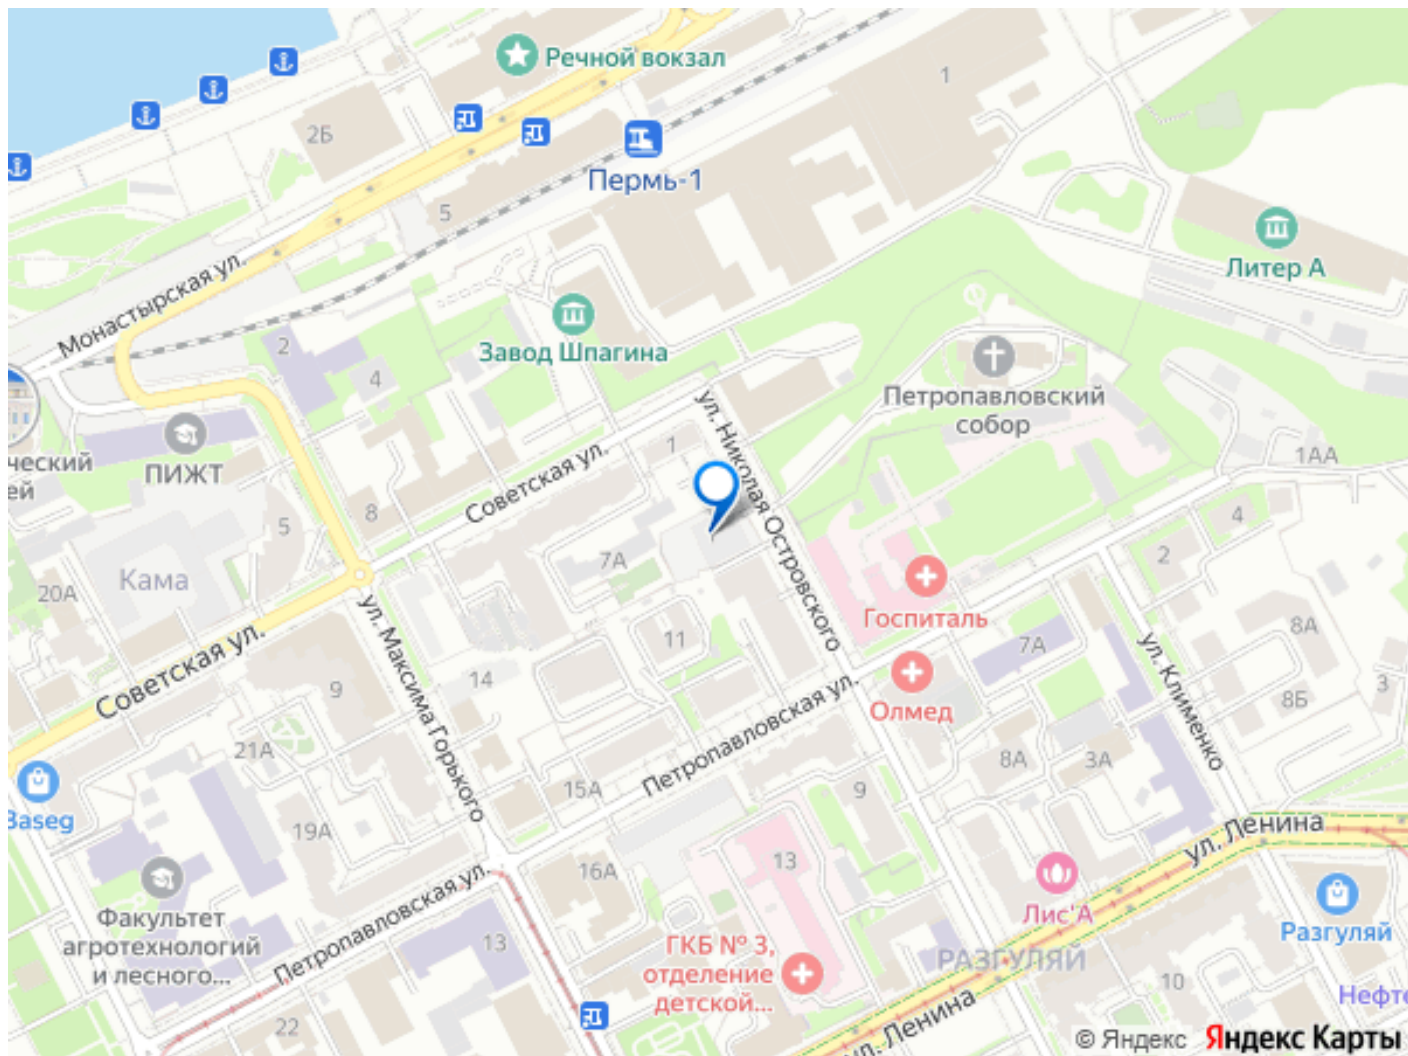 Речной вокзал
1
2Б
Пермь-1
5
Литер А
Монастырская ул.
2
4
Завод Шпагина
Петропавловский
собор
ул. Николая Островского
ческий
ей
ПИЖТ
1
Советская ул.
1АА
8
5
4
2
7А
Кама
20А
Госпиталь
ул. Максима Горького
Советская ул.
11
7А
8А
ул. Клименко
14
9
3
8Б
Олмед
Петропавловская ул.
21А
8А
3А
15А
9
Baseg
19А
ул. Ленина
13
16А
Лис'А
Петропавловская ул.
Факультет
агротехнологий
и лесного...
13
ГКБ № 3,
отделение
детской...
РАЗГУЛЯЙ
Разгуляй
10
Нефте
22
ул. Ленина
© Яндекс Яндекс Карты